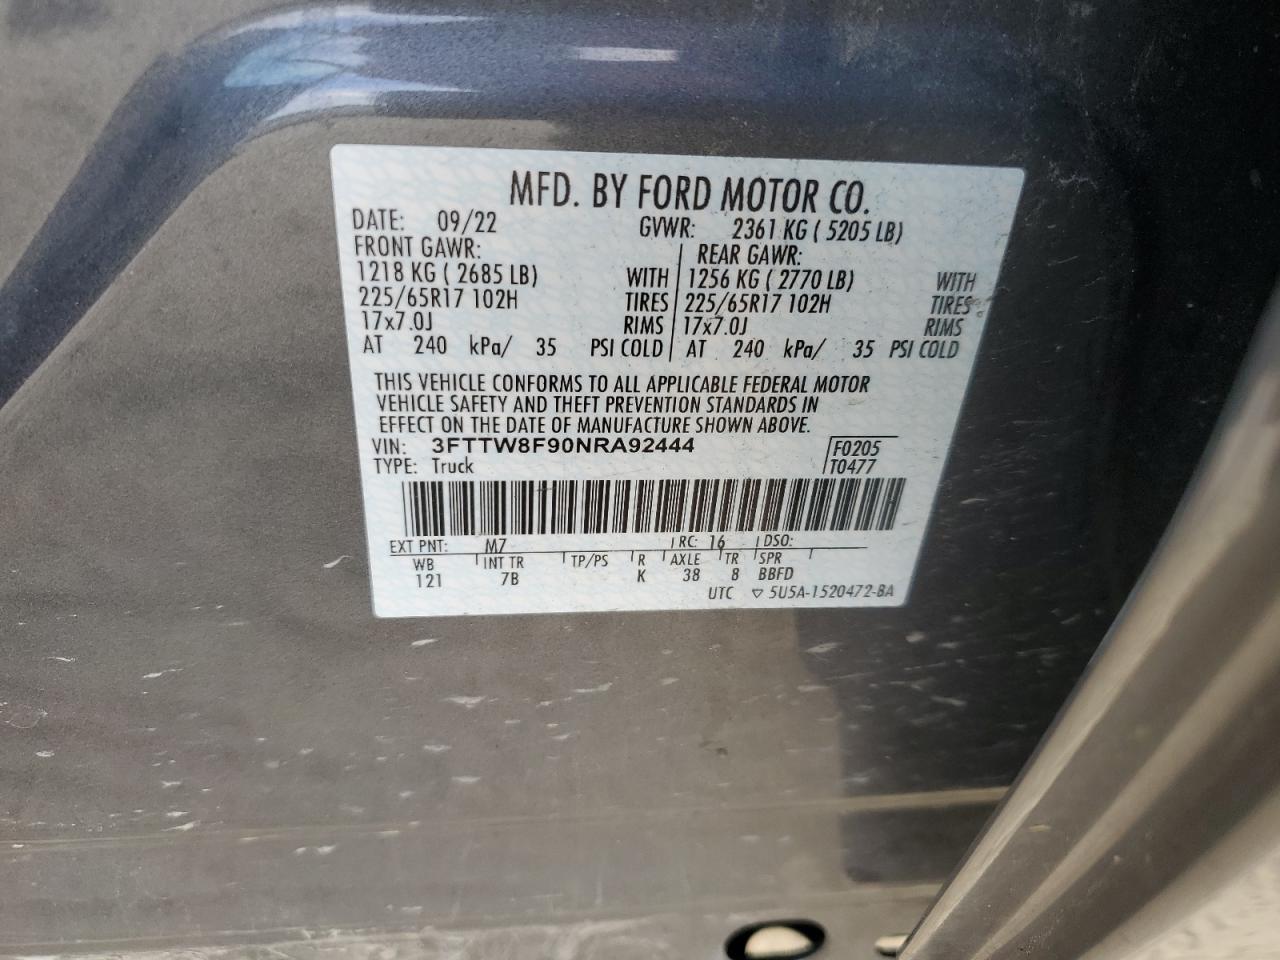 MFD. BY FORD MOTOR CO.
DATE: 09/22 GVWR: 2361 KG ( 5205 LB)
FRONT GAWR: REAR GAWR:
1218 KG ( 2685 LB) WITH 1256 KG ( 2770 LB) WITH
225/65R17 102H TIRES 225/65R17 102H TIRES
17x7.0J RIMS 17x7.0J RIMS
AT 240 kPa/ 35 PSI COLD AT 240 kPa/ 35 PSI COLD
THIS VEHICLE CONFORMS TO ALL APPLICABLE FEDERAL MOTOR
VEHICLE SAFETY AND THEFT PREVENTION STANDARDS IN
EFFECT ON THE DATE OF MANUFACTURE SHOWN ABOVE.
VIN: 3FTTW8F90NRA92444 F0205
TYPE: Truck T0477
EXT PNT: M7 RC: 16 DSO:
WB INT TR TP/PS R AXLE TR SPR
121 7B K 38 8 BBFD
UTC ▽ 5U5A-1520472-BA